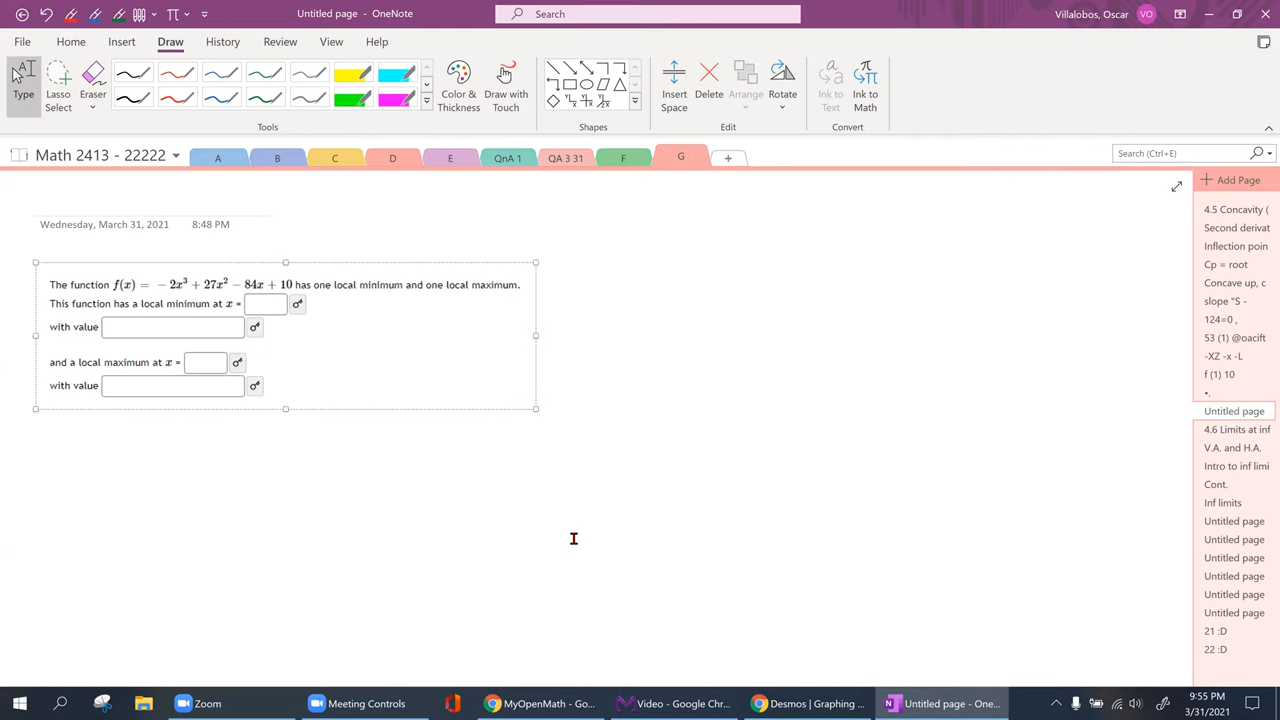 Untitled page - OneNote
Search
Villalobos, Oscar
VO
File
Home
Insert
Draw
History
Review
View
Help
Type
Lasso Select
Eraser
Color & Thickness
Draw with Touch
Insert Space
Delete
Arrange
Rotate
Ink to Text
Ink to Math
Tools
Shapes
Edit
Convert
Math 2413 - 22222
A
B
C
D
E
QnA 1
QA 3 31
F
G
Search (Ctrl+E)
Add Page
Wednesday, March 31, 2021 8:48 PM
The function f(x) = − 2x³ + 27x² − 84x + 10 has one local minimum and one local maximum.
This function has a local minimum at x =
with value
and a local maximum at x =
with value
4.5 Concavity (
Second derivat
Inflection poin
Cp = root
Concave up, c
slope "S -
124=0 ,
53 (1) @oacift
-XZ -x -L
f (1) 10
•.
Untitled page
4.6 Limits at inf
V.A. and H.A.
Intro to inf limi
Cont.
Inf limits
Untitled page
Untitled page
Untitled page
Untitled page
Untitled page
Untitled page
21 :D
22 :D
Zoom
Meeting Controls
MyOpenMath - Go...
Video - Google Chr...
Desmos | Graphing ...
Untitled page - One...
9:55 PM
3/31/2021